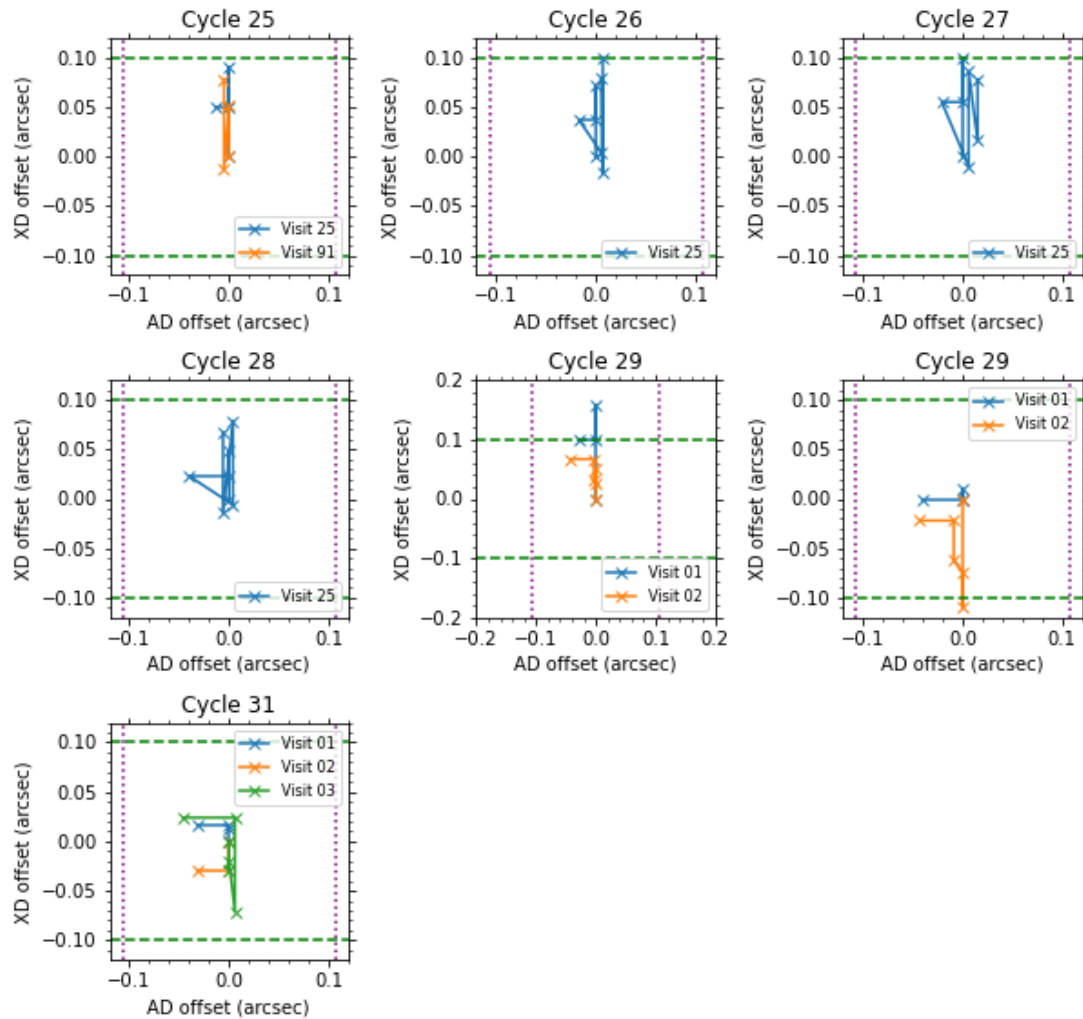 Cycle 25
Cycle 26
Cycle 27
XD offset (arcsec)
0.10
0.05
0.00
−0.05
−0.10
Visit 25
Visit 91
−0.1
0.0
0.1
AD offset (arcsec)
XD offset (arcsec)
0.10
0.05
0.00
−0.05
−0.10
Visit 25
−0.1
0.0
0.1
AD offset (arcsec)
XD offset (arcsec)
0.10
0.05
0.00
−0.05
−0.10
Visit 25
−0.1
0.0
0.1
AD offset (arcsec)
Cycle 28
Cycle 29
Cycle 29
XD offset (arcsec)
0.10
0.05
0.00
−0.05
−0.10
Visit 25
−0.1
0.0
0.1
AD offset (arcsec)
XD offset (arcsec)
0.2
0.1
0.0
−0.1
−0.2
Visit 01
Visit 02
−0.2
−0.1
0.0
0.1
0.2
AD offset (arcsec)
XD offset (arcsec)
0.10
0.05
0.00
−0.05
−0.10
Visit 01
Visit 02
−0.1
0.0
0.1
AD offset (arcsec)
Cycle 31
XD offset (arcsec)
0.10
0.05
0.00
−0.05
−0.10
Visit 01
Visit 02
Visit 03
−0.1
0.0
0.1
AD offset (arcsec)